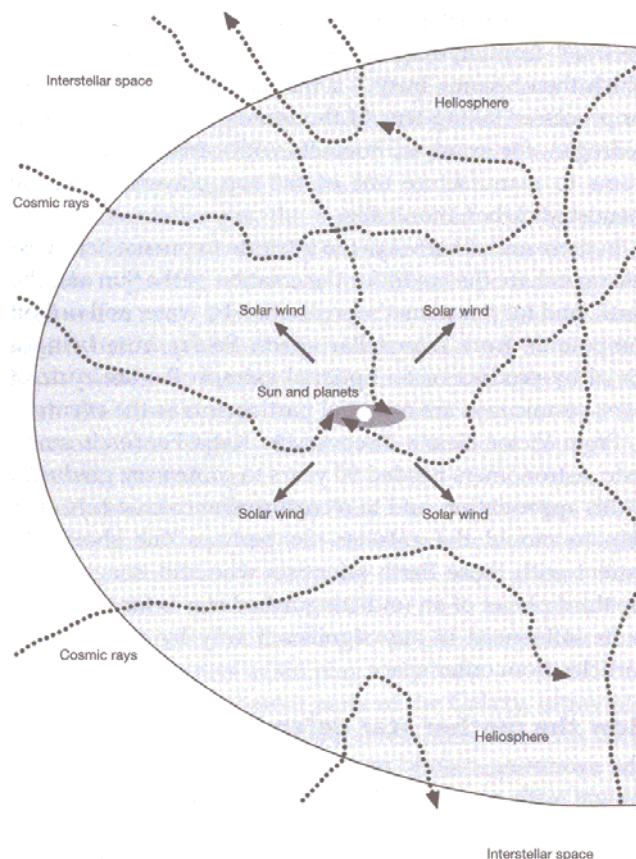 Interstellar space
Heliosphere
Cosmic rays
Solar wind
Solar wind
Sun and planets
Solar wind
Solar wind
Cosmic rays
Heliosphere
Interstellar space